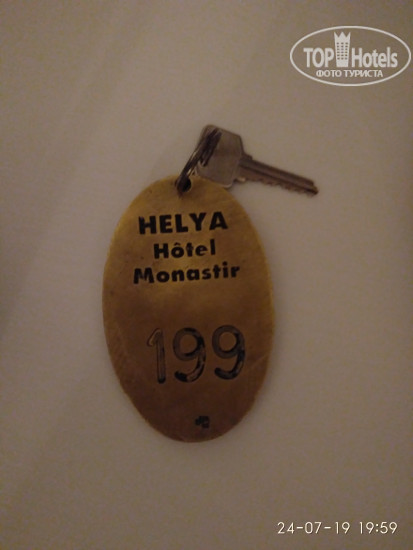 TOP Hotels
ФОТО ТУРИСТА
HELYA
Hôtel
Monastir
199
24-07-19 19:59